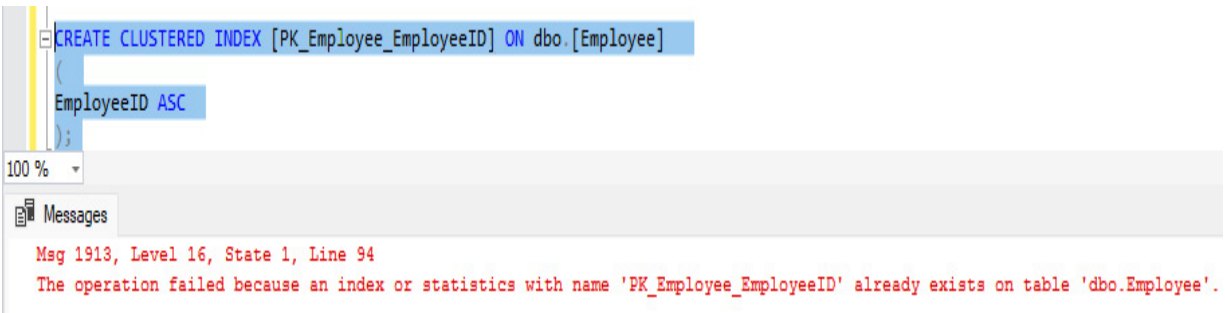 CREATE CLUSTERED INDEX [PK_Employee_EmployeeID] ON dbo.[Employee]
(
EmployeeID ASC
);
100 %
Messages
Msg 1913, Level 16, State 1, Line 94
The operation failed because an index or statistics with name 'PK_Employee_EmployeeID' already exists on table 'dbo.Employee'.